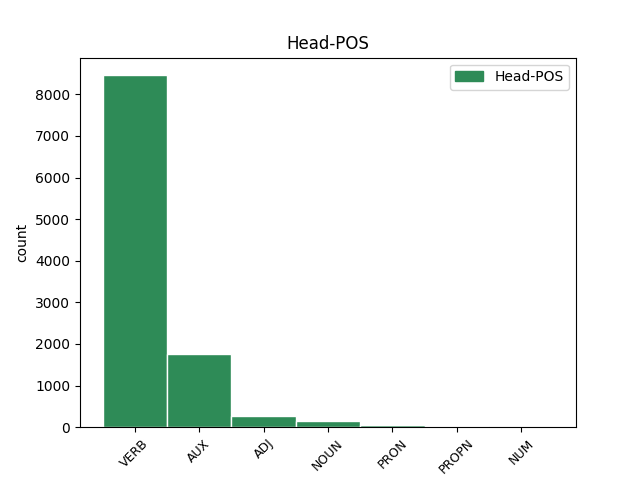 Head-POS
Head-POS
8000
7000
6000
5000
4000
3000
2000
1000
0
count
VERB
AUX
ADJ
NOUN
PRON
PROPN
NUM